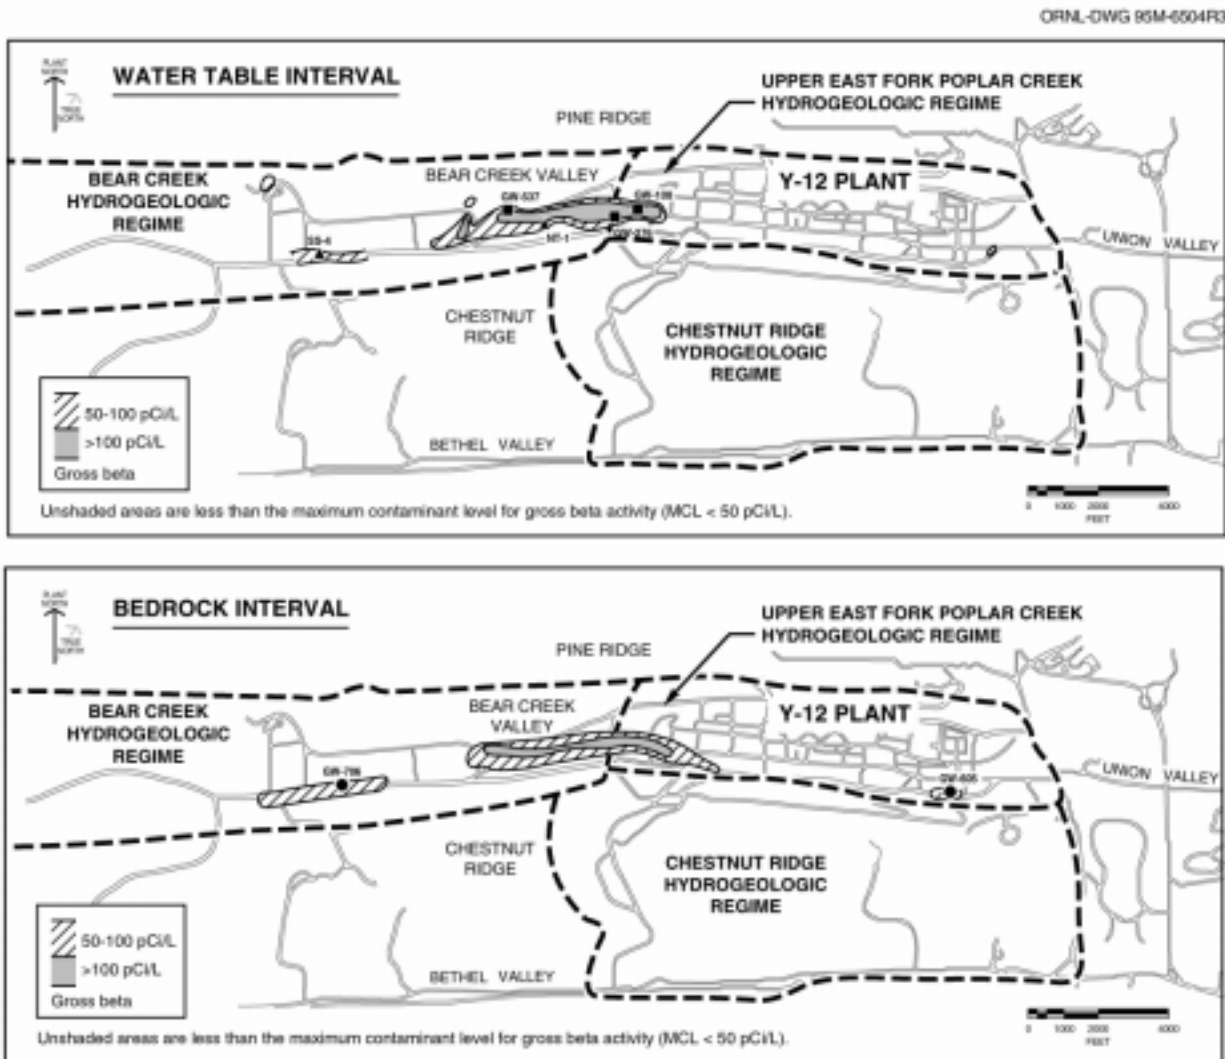 ORNL-DWG 95M-6504R3
PLANT
NORTH
TRUE
NORTH
WATER TABLE INTERVAL
UPPER EAST FORK POPLAR CREEK
HYDROGEOLOGIC REGIME
PINE RIDGE
BEAR CREEK
HYDROGEOLOGIC
REGIME
BEAR CREEK VALLEY
Y-12 PLANT
GW-537
SS-4
NT-1
UNION VALLEY
CHESTNUT
RIDGE
CHESTNUT RIDGE
HYDROGEOLOGIC
REGIME
50-100 pCi/L
>100 pCi/L
Gross beta
BETHEL VALLEY
0 1000 2000 4000
FEET
Unshaded areas are less than the maximum contaminant level for gross beta activity (MCL < 50 pCi/L).
PLANT
NORTH
TRUE
NORTH
BEDROCK INTERVAL
UPPER EAST FORK POPLAR CREEK
HYDROGEOLOGIC REGIME
PINE RIDGE
BEAR CREEK
HYDROGEOLOGIC
REGIME
BEAR CREEK
VALLEY
Y-12 PLANT
UNION VALLEY
CHESTNUT
RIDGE
CHESTNUT RIDGE
HYDROGEOLOGIC
REGIME
50-100 pCi/L
>100 pCi/L
Gross beta
BETHEL VALLEY
0 1000 2000 4000
FEET
Unshaded areas are less than the maximum contaminant level for gross beta activity (MCL < 50 pCi/L).